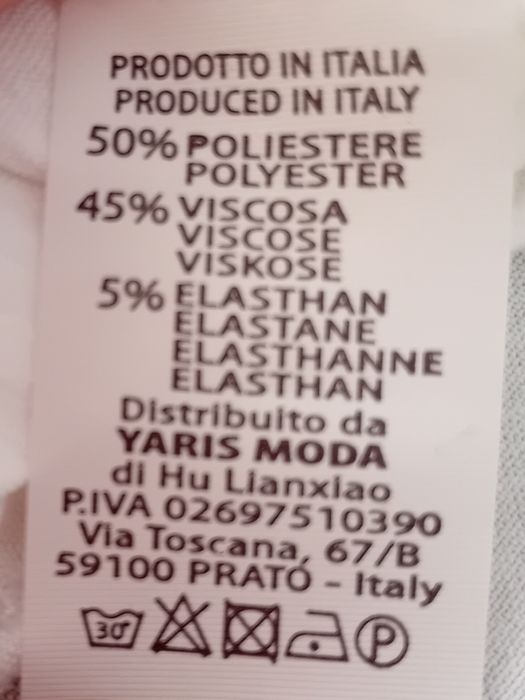 PRODOTTO IN ITALIA
PRODUCED IN ITALY
50% POLIESTERE
POLYESTER
45% VISCOSA
VISCOSE
VISKOSE
5% ELASTHAN
ELASTANE
ELASTHANNE
ELASTHAN
Distribuito da
YARIS MODA
di Hu Lianxiao
P.IVA 02697510390
Via Toscana, 67/B
59100 PRATO - Italy
30° P